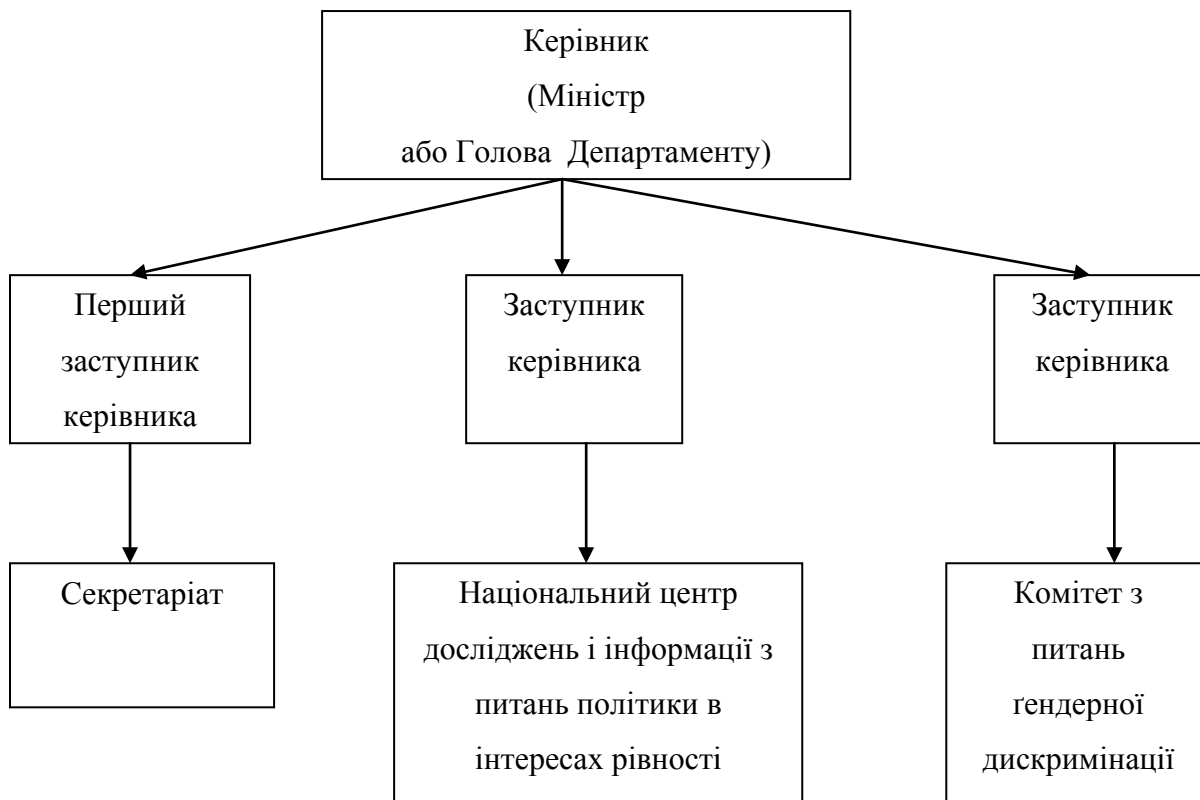 Керівник
(Міністр
або Голова Департаменту)
Перший
заступник
керівника
Заступник
керівника
Заступник
керівника
Секретаріат
Національний центр
досліджень і інформації з
питань політики в
інтересах рівності
Комітет з
питань
ґендерної
дискримінації